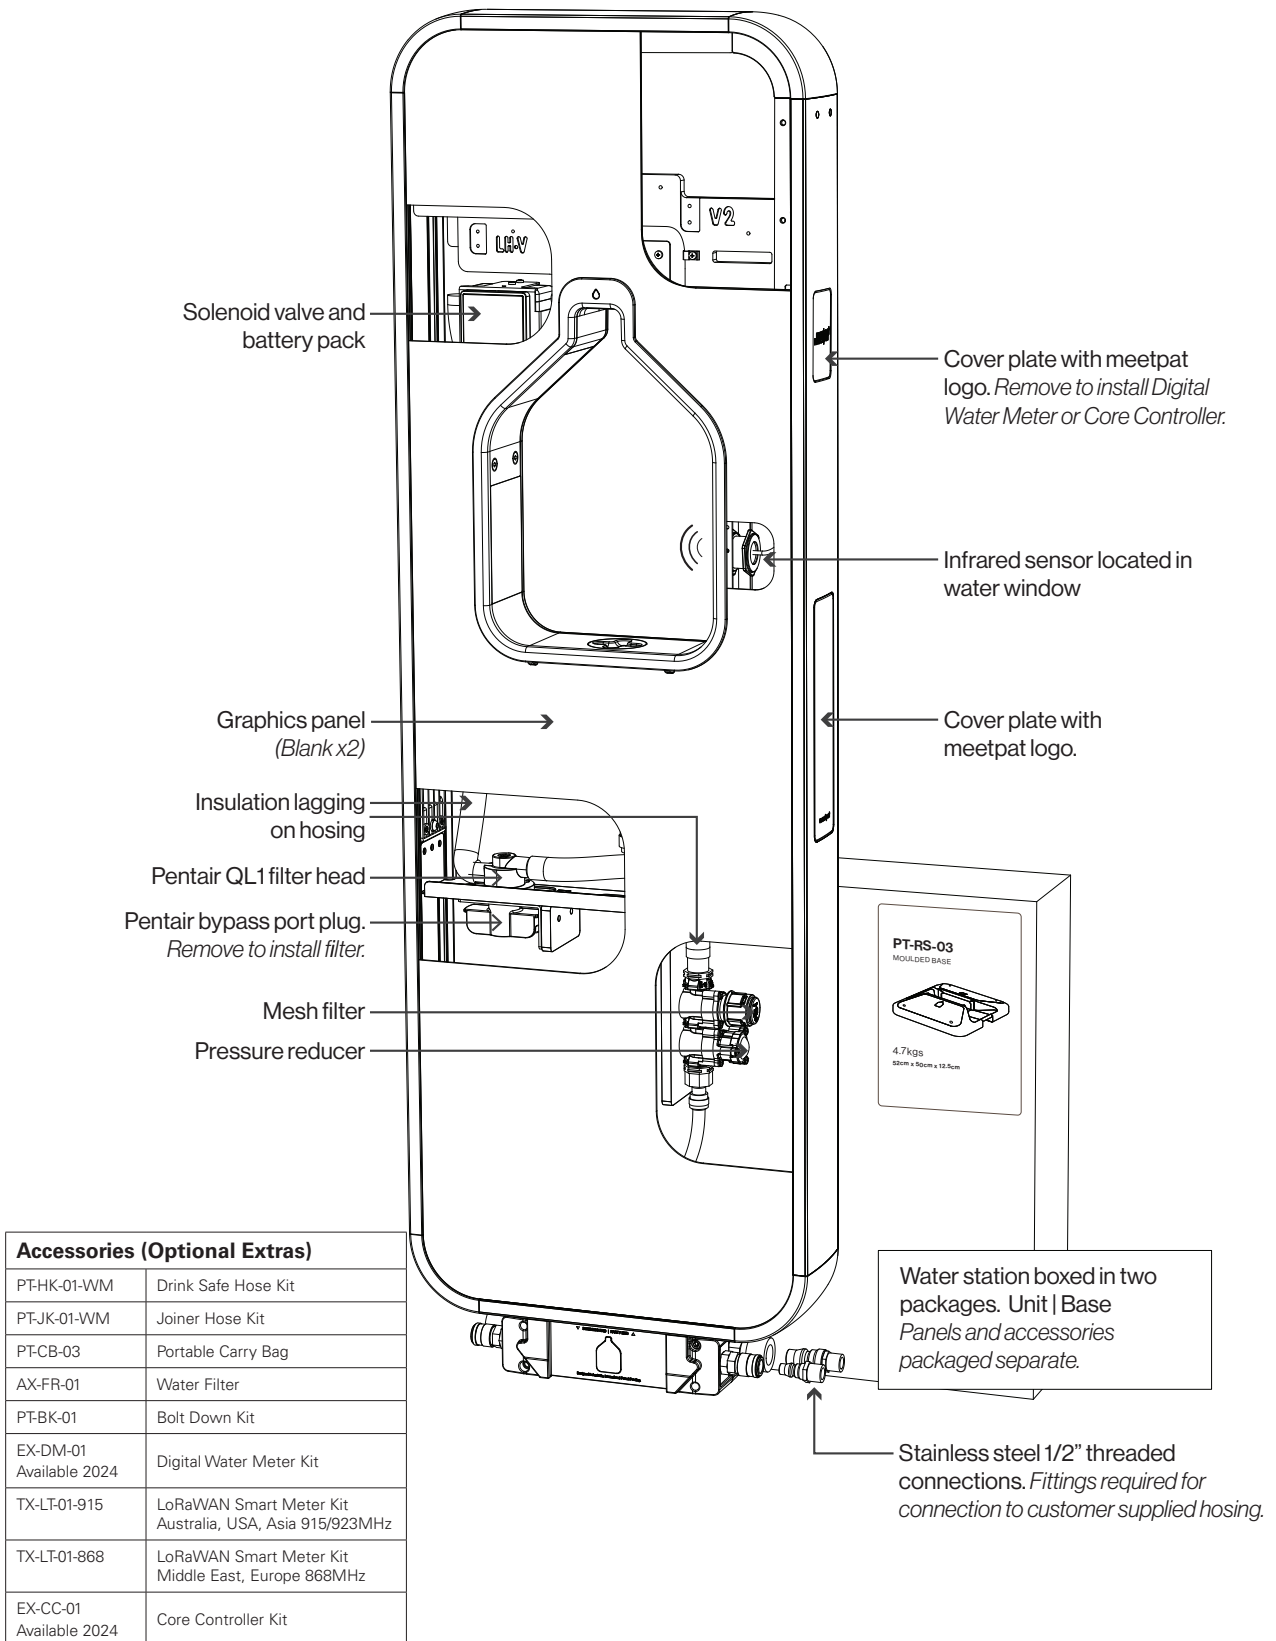 V2
LH-V
Solenoid valve and
battery pack
Cover plate with meetpat
logo. Remove to install Digital
Water Meter or Core Controller.
Infrared sensor located in
water window
Graphics panel
(Blank x2)
Cover plate with
meetpat logo.
Insulation lagging
on hosing
Pentair QL1 filter head
Pentair bypass port plug.
Remove to install filter.
Mesh filter
Pressure reducer
PT-RS-03
MOULDED BASE
4.7kgs
52cm x 50cm x 12.5cm
Water station boxed in two
packages. Unit | Base
Panels and accessories
packaged separate.
Stainless steel 1/2” threaded
connections. Fittings required for
connection to customer supplied hosing.
Accessories (Optional Extras)
PT-HK-01-WM Drink Safe Hose Kit
PT-JK-01-WM Joiner Hose Kit
PT-CB-03 Portable Carry Bag
AX-FR-01 Water Filter
PT-BK-01 Bolt Down Kit
EX-DM-01
Available 2024 Digital Water Meter Kit
TX-LT-01-915 LoRaWAN Smart Meter Kit
Australia, USA, Asia 915/923MHz
TX-LT-01-868 LoRaWAN Smart Meter Kit
Middle East, Europe 868MHz
EX-CC-01
Available 2024 Core Controller Kit